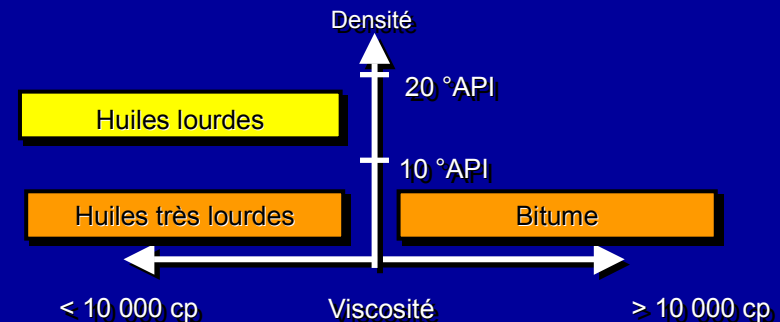 Densité
20 °API
Huiles lourdes
10 °API
Huiles très lourdes
Bitume
< 10 000 cp
Viscosité
> 10 000 cp